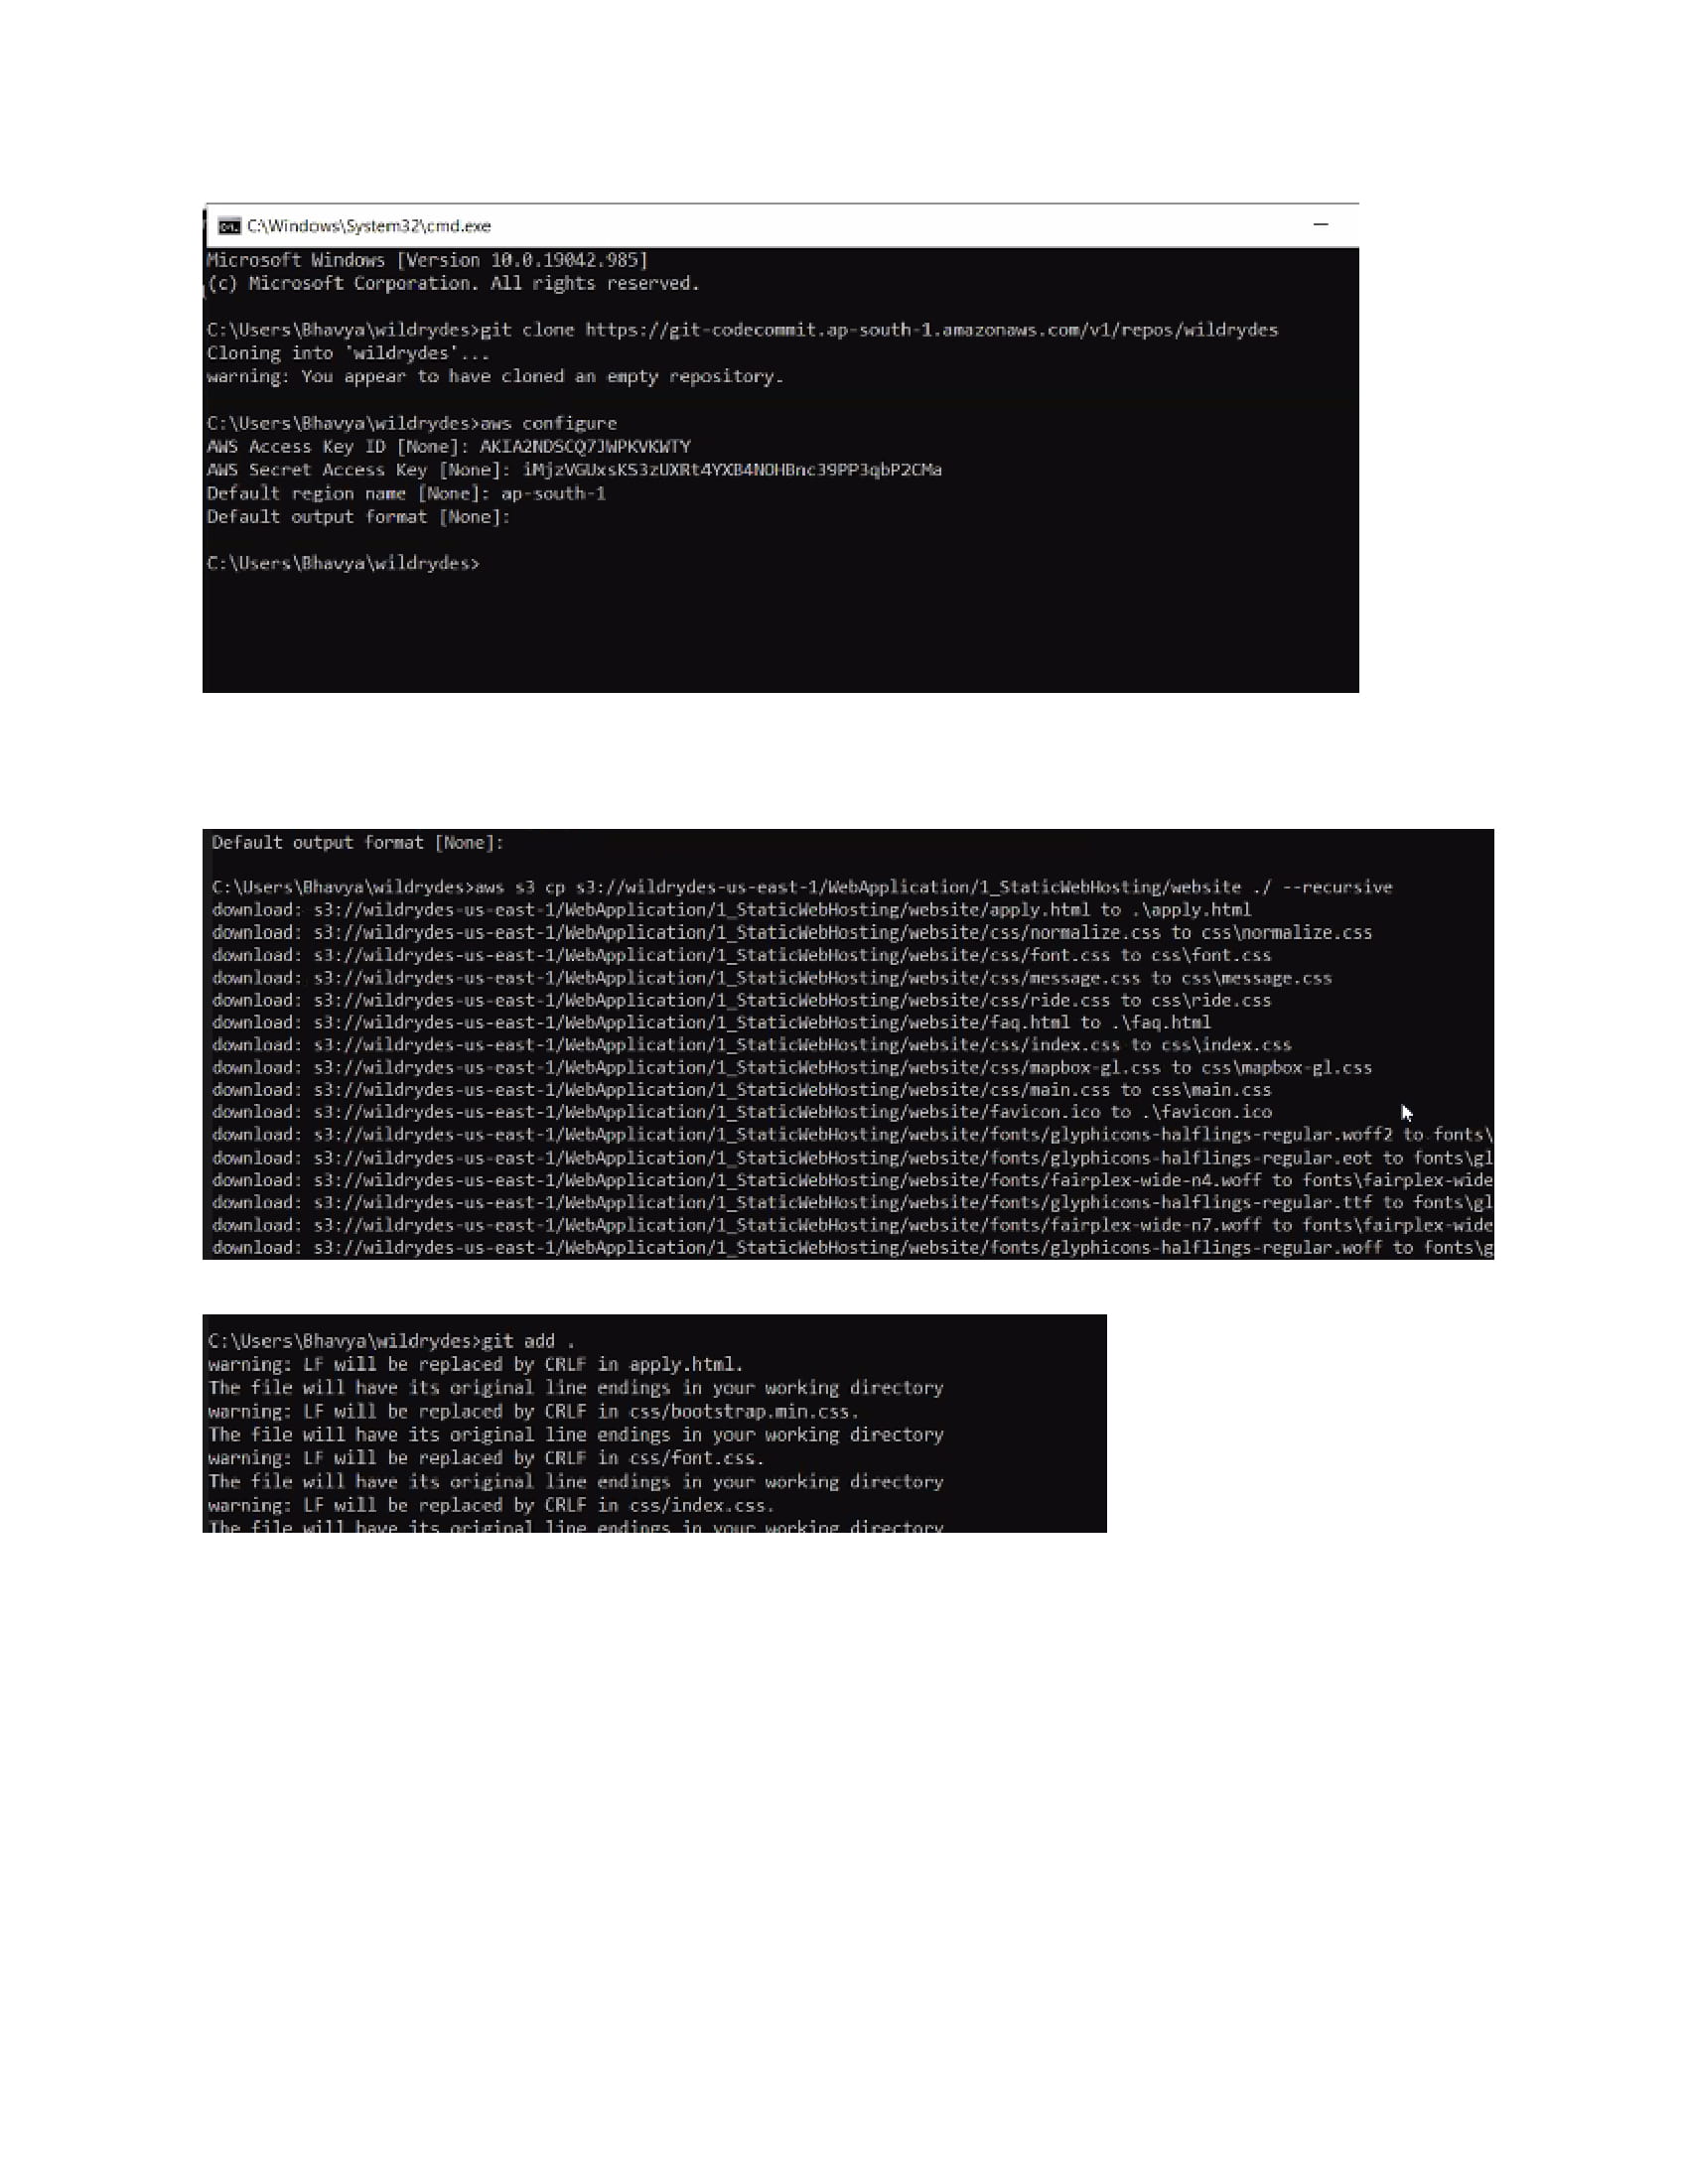 C:\Windows\System32\cmd.exe
Microsoft Windows [Version 10.0.19042.985]
(c) Microsoft Corporation. All rights reserved.
C:\Users\Bhavya\wildrydes>git clone https://git-codecommit.ap-south-1.amazonaws.com/v1/repos/wildrydes
Cloning into 'wildrydes'...
warning: You appear to have cloned an empty repository.
C:\Users\Bhavya\wildrydes>aws configure
AWS Access Key ID [None]:
AWS Secret Access Key [None]:
Default region name [None]: ap-south-1
Default output format [None]:
C:\Users\Bhavya\wildrydes>
Default output format [None]:
C:\Users\Bhavya\wildrydes>aws s3 cp s3://wildrydes-us-east-1/WebApplication/1_StaticWebHosting/website ./ --recursive
download: s3://wildrydes-us-east-1/WebApplication/1_StaticWebHosting/website/apply.html to .\apply.html
download: s3://wildrydes-us-east-1/WebApplication/1_StaticWebHosting/website/css/normalize.css to css\normalize.css
download: s3://wildrydes-us-east-1/WebApplication/1_StaticWebHosting/website/css/font.css to css\font.css
download: s3://wildrydes-us-east-1/WebApplication/1_StaticWebHosting/website/css/message.css to css\message.css
download: s3://wildrydes-us-east-1/WebApplication/1_StaticWebHosting/website/css/ride.css to css\ride.css
download: s3://wildrydes-us-east-1/WebApplication/1_StaticWebHosting/website/faq.html to .\faq.html
download: s3://wildrydes-us-east-1/WebApplication/1_StaticWebHosting/website/css/index.css to css\index.css
download: s3://wildrydes-us-east-1/WebApplication/1_StaticWebHosting/website/css/mapbox-gl.css to css\mapbox-gl.css
download: s3://wildrydes-us-east-1/WebApplication/1_StaticWebHosting/website/css/main.css to css\main.css
download: s3://wildrydes-us-east-1/WebApplication/1_StaticWebHosting/website/favicon.ico to .\favicon.ico
download: s3://wildrydes-us-east-1/WebApplication/1_StaticWebHosting/website/fonts/glyphicons-halflings-regular.woff2 to fonts\
download: s3://wildrydes-us-east-1/WebApplication/1_StaticWebHosting/website/fonts/glyphicons-halflings-regular.eot to fonts\gl
download: s3://wildrydes-us-east-1/WebApplication/1_StaticWebHosting/website/fonts/fairplex-wide-n4.woff to fonts\fairplex-wide
download: s3://wildrydes-us-east-1/WebApplication/1_StaticWebHosting/website/fonts/glyphicons-halflings-regular.ttf to fonts\gl
download: s3://wildrydes-us-east-1/WebApplication/1_StaticWebHosting/website/fonts/fairplex-wide-n7.woff to fonts\fairplex-wide
download: s3://wildrydes-us-east-1/WebApplication/1_StaticWebHosting/website/fonts/glyphicons-halflings-regular.woff to fonts\g
C:\Users\Bhavya\wildrydes>git add .
warning: LF will be replaced by CRLF in apply.html.
The file will have its original line endings in your working directory
warning: LF will be replaced by CRLF in css/bootstrap.min.css.
The file will have its original line endings in your working directory
warning: LF will be replaced by CRLF in css/font.css.
The file will have its original line endings in your working directory
warning: LF will be replaced by CRLF in css/index.css.
The file will have its original line endings in your working directory